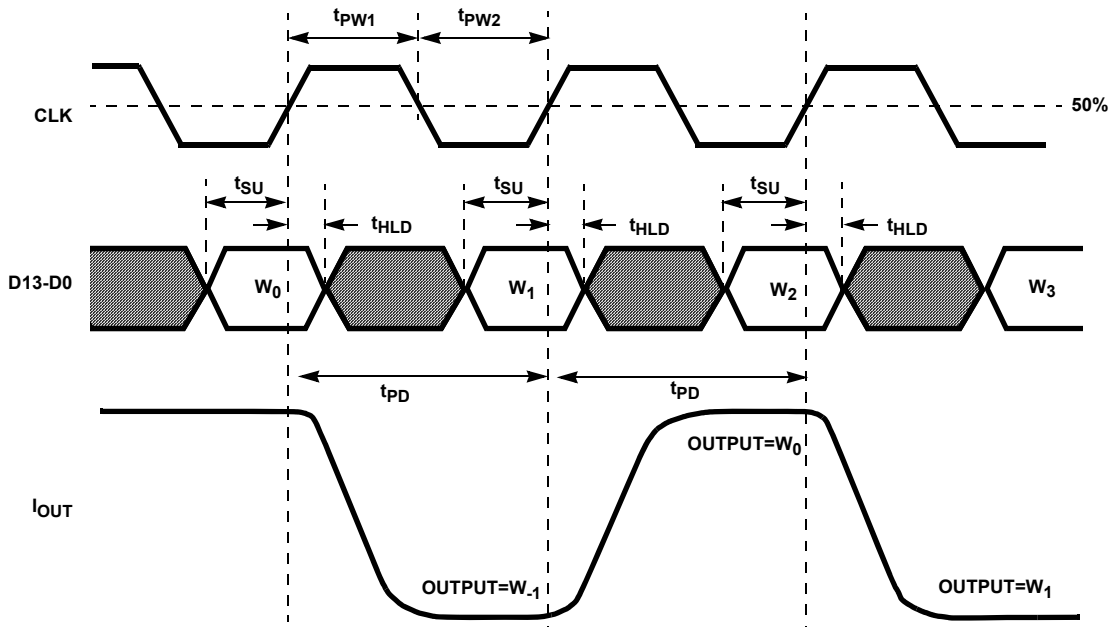 tPW1 tPW2
CLK
50%
tSU tSU tSU
tHLD tHLD tHLD
D13-D0
W0 W1 W2 W3
tPD tPD
OUTPUT=W0
IOUT
OUTPUT=W-1 OUTPUT=W1